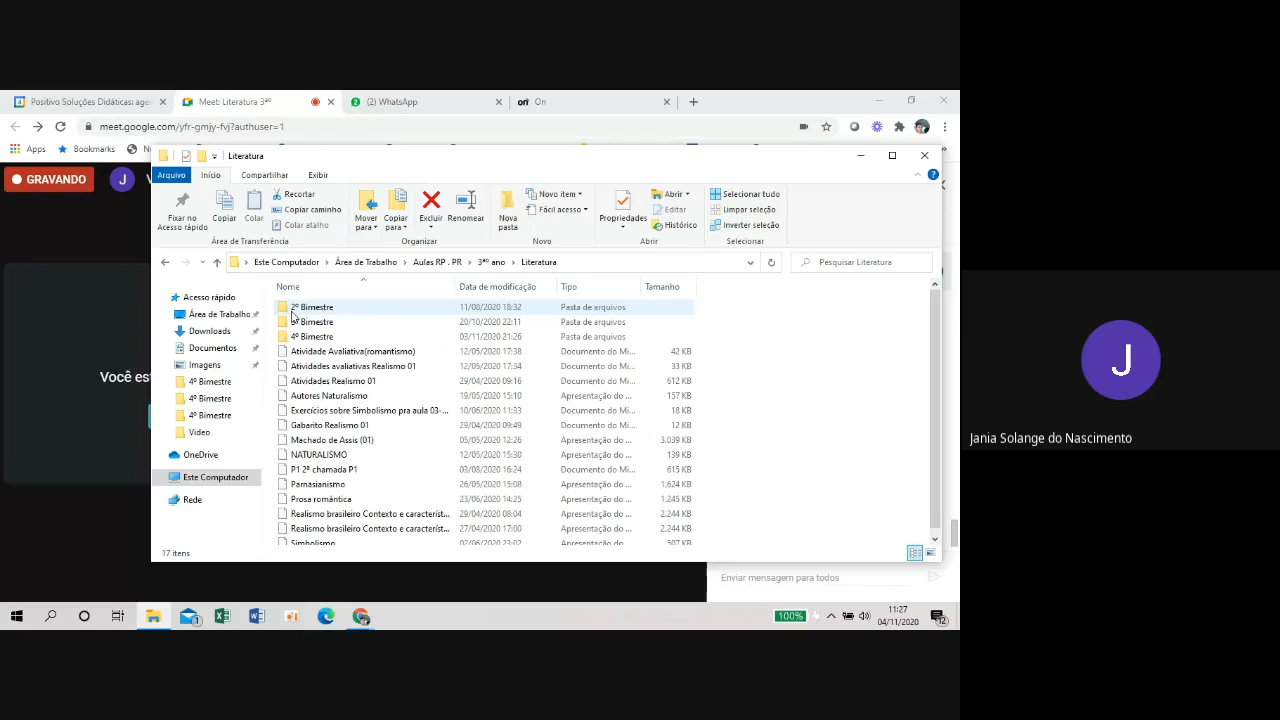 Positivo Soluções Didáticas: age
Meet: Literatura 3ªº
(2) WhatsApp
On
meet.google.com/yfr-gmjy-fvj?authuser=1
Apps
Bookmarks
Literatura
GRAVANDO
J
Arquivo
Início
Compartilhar
Exibir
Fixar no
Acesso rápido
Copiar
Colar
Recortar
Copiar caminho
Colar atalho
Mover
para
Copiar
para
Excluir
Renomear
Nova
pasta
Novo item
Fácil acesso
Propriedades
Abrir
Editar
Histórico
Selecionar tudo
Limpar seleção
Inverter seleção
Área de Transferência
Organizar
Novo
Abrir
Selecionar
Este Computador > Área de Trabalho > Aulas RP . PR > 3ªº ano > Literatura
Pesquisar Literatura
Nome
Data de modificação
Tipo
Tamanho
Acesso rápido
Área de Trabalho
Downloads
Documentos
Imagens
4º Bimestre
4º Bimestre
4º Bimestre
Video
OneDrive
Este Computador
Rede
2º Bimestre 11/08/2020 18:32 Pasta de arquivos
Bimestre 20/10/2020 22:11 Pasta de arquivos
4º Bimestre 03/11/2020 21:26 Pasta de arquivos
Atividade Avaliativa(romantismo) 12/05/2020 17:38 Documento do Mi... 42 KB
Atividades avaliativas Realismo 01 12/05/2020 17:34 Documento do Mi... 33 KB
Atividades Realismo 01 29/04/2020 09:16 Documento do Mi... 612 KB
Autores Naturalismo 19/05/2020 15:10 Apresentação do ... 157 KB
Exercícios sobre Simbolismo pra aula 03-... 10/06/2020 11:33 Documento do Mi... 18 KB
Gabarito Realismo 01 29/04/2020 09:49 Documento do Mi... 12 KB
Machado de Assis (01) 05/05/2020 12:26 Apresentação do ... 3.039 KB
NATURALISMO 12/05/2020 15:30 Apresentação do ... 139 KB
P1 2ª chamada P1 03/08/2020 16:24 Documento do Mi... 615 KB
Parnasianismo 26/05/2020 15:08 Apresentação do ... 1.624 KB
Prosa romântica 23/06/2020 14:25 Apresentação do ... 1.245 KB
Realismo brasileiro Contexto e característ... 29/04/2020 08:04 Apresentação do ... 2.244 KB
Realismo brasileiro Contexto e característ... 27/04/2020 17:00 Apresentação do ... 2.244 KB
Simbolismo 02/06/2020 23:02 Apresentação do ... 507 KB
17 itens
Você es
Enviar mensagem para todos
100%
11:27
04/11/2020
12
J
Jania Solange do Nascimento